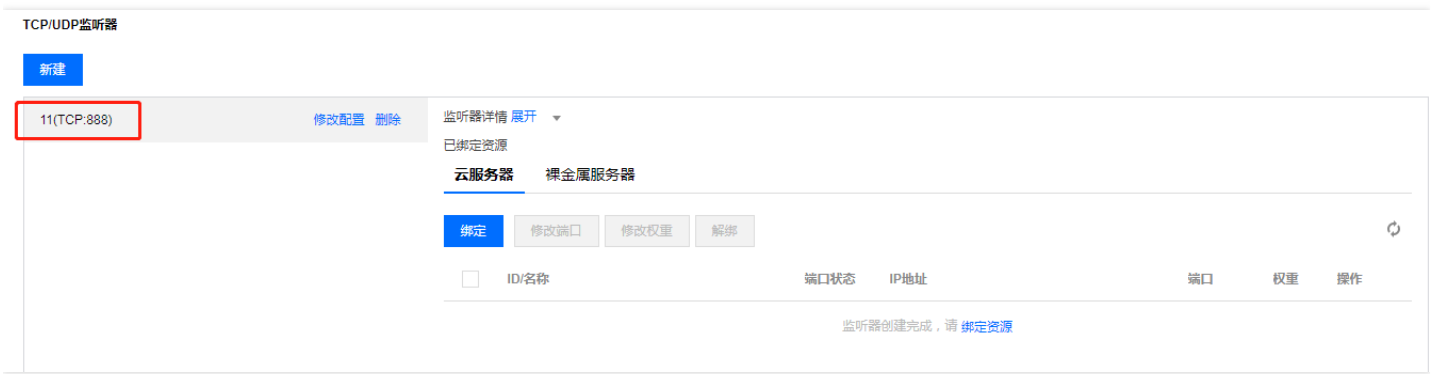 TCP/UDP监听器
新建
11(TCP:888) 修改配置 删除
监听器详情 展开
已绑定资源
云服务器 裸金属服务器
绑定 修改端口 修改权重 解绑
ID/名称 端口状态 IP地址 端口 权重 操作
监听器创建完成，请 绑定资源